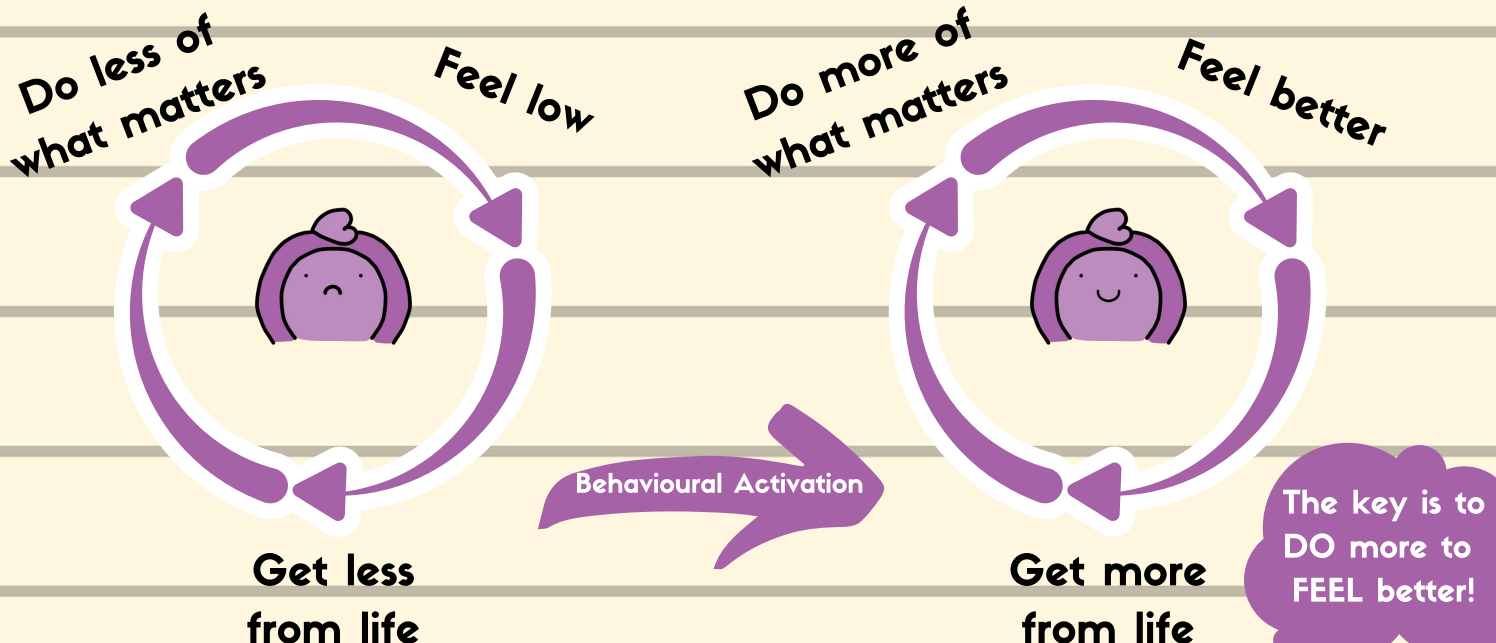 Do less of
what matters
Feel low
Get less
from life
Behavioural Activation
Do more of
what matters
Feel better
Get more
from life
The key is to
DO more to
FEEL better!